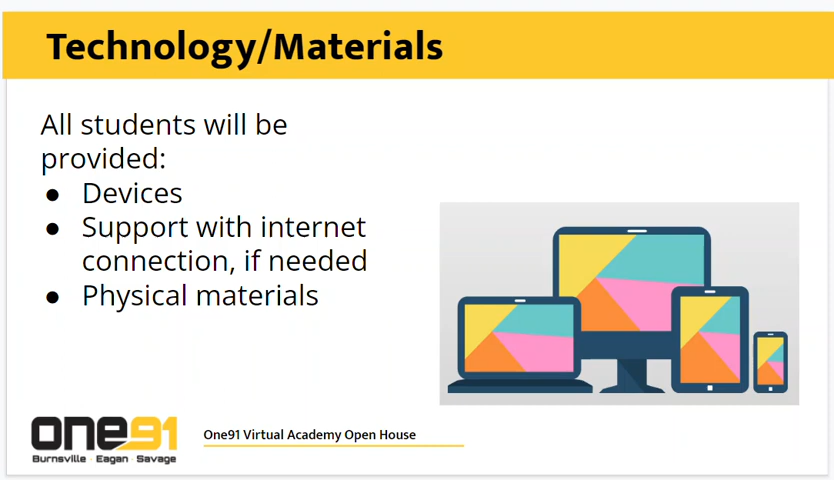 Technology/Materials
All students will be
provided:
● Devices
● Support with internet
connection, if needed
● Physical materials
one91
Burnsville · Eagan · Savage
One91 Virtual Academy Open House